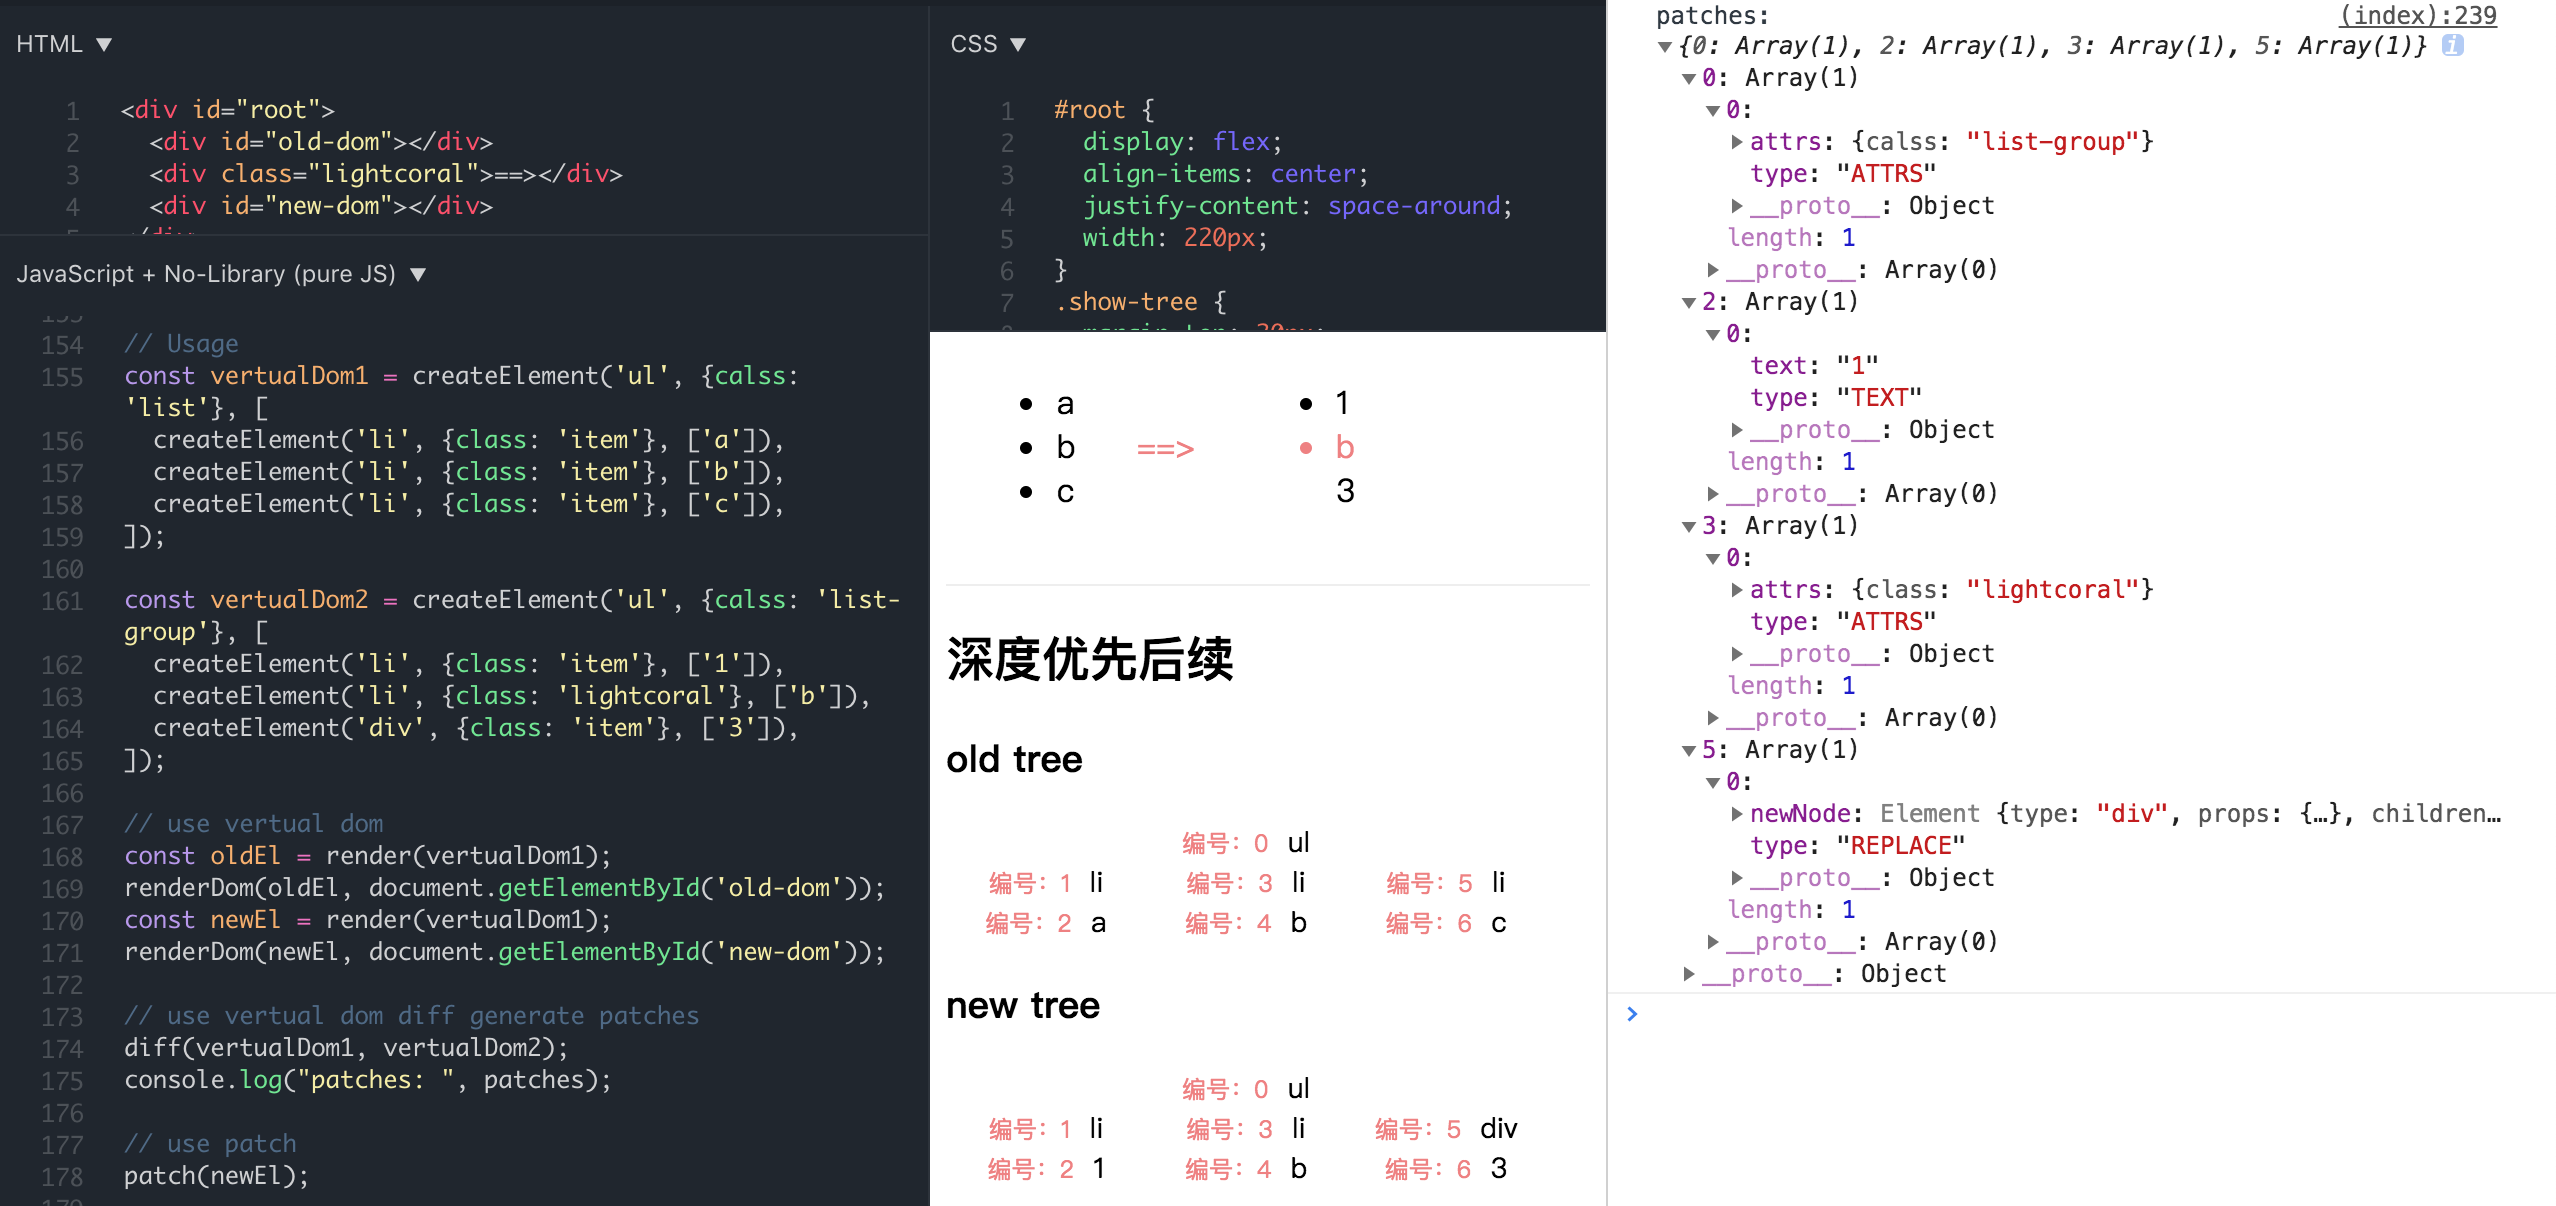 HTML ▼
1 <div id="root">
2 <div id="old-dom"></div>
3 <div class="lightcoral">==></div>
4 <div id="new-dom"></div>
5 </div>
JavaScript + No-Library (pure JS) ▼
153
154 // Usage
155 const vertualDom1 = createElement('ul', {calss:
'list'}, [
156 createElement('li', {class: 'item'}, ['a']),
157 createElement('li', {class: 'item'}, ['b']),
158 createElement('li', {class: 'item'}, ['c']),
159 ]);
160
161 const vertualDom2 = createElement('ul', {calss: 'list-
group'}, [
162 createElement('li', {class: 'item'}, ['1']),
163 createElement('li', {class: 'lightcoral'}, ['b']),
164 createElement('div', {class: 'item'}, ['3']),
165 ]);
166
167 // use vertual dom
168 const oldEl = render(vertualDom1);
169 renderDom(oldEl, document.getElementById('old-dom'));
170 const newEl = render(vertualDom1);
171 renderDom(newEl, document.getElementById('new-dom'));
172
173 // use vertual dom diff generate patches
174 diff(vertualDom1, vertualDom2);
175 console.log("patches: ", patches);
176
177 // use patch
178 patch(newEl);
179
CSS ▼
1 #root {
2 display: flex;
3 align-items: center;
4 justify-content: space-around;
5 width: 220px;
6 }
7 .show-tree {
8 margin-top: 20px;
• a • 1
• b ==> • b
• c 3
深度优先后续
old tree
编号: 0 ul
编号: 1 li 编号: 3 li 编号: 5 li
编号: 2 a 编号: 4 b 编号: 6 c
new tree
编号: 0 ul
编号: 1 li 编号: 3 li 编号: 5 div
编号: 2 1 编号: 4 b 编号: 6 3
patches: (index):239
▼{0: Array(1), 2: Array(1), 3: Array(1), 5: Array(1)} i
▼0: Array(1)
▼0:
▶attrs: {calss: "list-group"}
type: "ATTRS"
▶__proto__: Object
length: 1
▶__proto__: Array(0)
▼2: Array(1)
▼0:
text: "1"
type: "TEXT"
▶__proto__: Object
length: 1
▶__proto__: Array(0)
▼3: Array(1)
▼0:
▶attrs: {class: "lightcoral"}
type: "ATTRS"
▶__proto__: Object
length: 1
▶__proto__: Array(0)
▼5: Array(1)
▼0:
▶newNode: Element {type: "div", props: {…}, children…
type: "REPLACE"
▶__proto__: Object
length: 1
▶__proto__: Array(0)
▶__proto__: Object